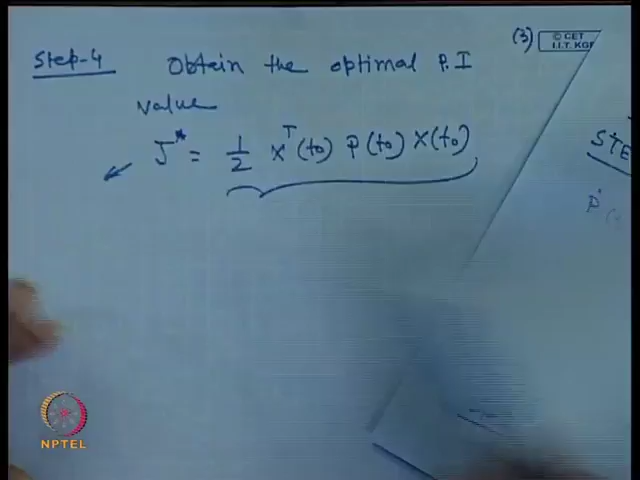 (3) © CET
I.I.T. KGP
Step-4 Obtain the optimal P.I
value
J* = 1/2 X^T(t0) P(t0) X(t0)
STE
NPTEL